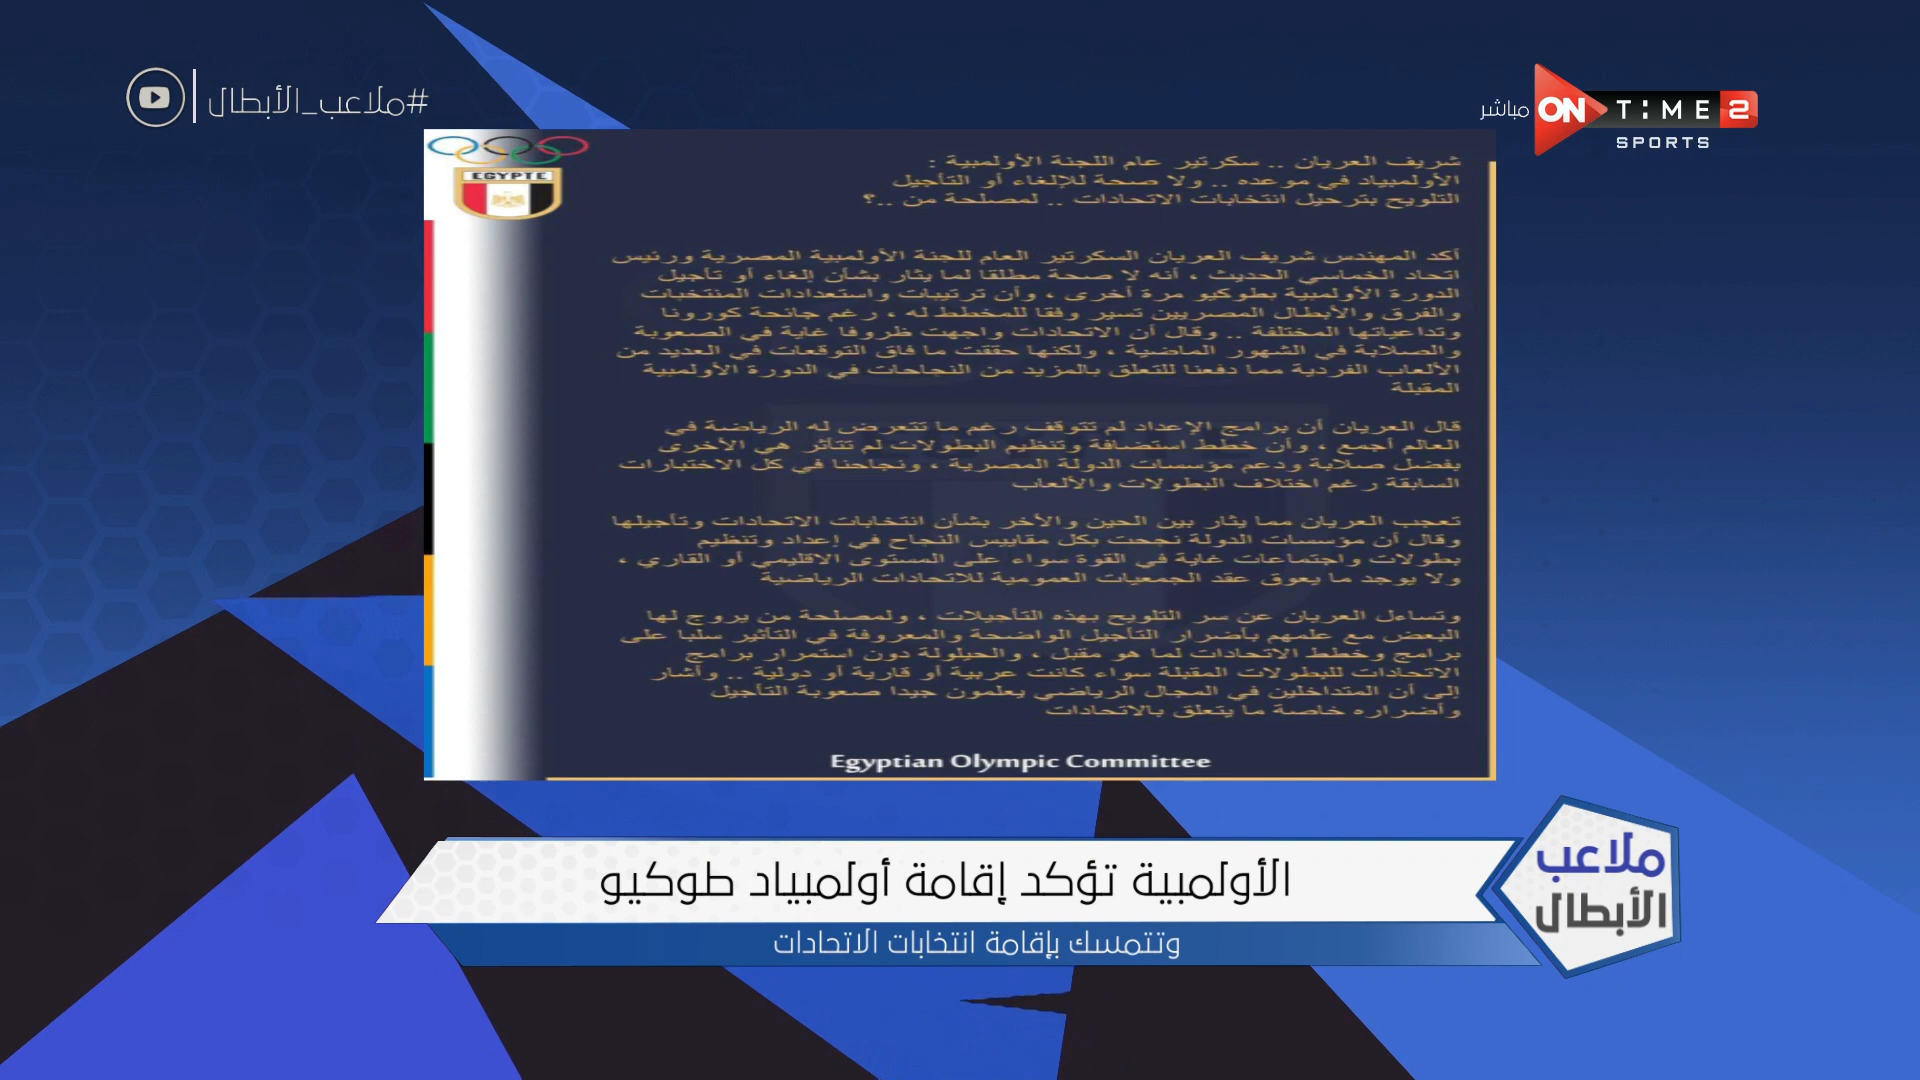 #ملاعب_الأبطال
مباشر
ON TIME 2
SPORTS
EGYPTE
شريف العريان .. سكرتير عام اللجنة الأولمبية :
الأولمبياد في موعده .. ولا صحة للإلغاء أو التأجيل
التلويح بترحيل انتخابات الاتحادات .. لمصلحة من ..؟
أكد المهندس شريف العريان السكرتير العام للجنة الأولمبية المصرية ورئيس
اتحاد الخماسي الحديث ، أنه لا صحة مطلقا لما يثار بشأن إلغاء أو تأجيل
الدورة الأولمبية بطوكيو مرة أخرى ، وأن ترتيبات واستعدادات المنتخبات
والفرق والأبطال المصريين تسير وفقا للمخطط له ، رغم جائحة كورونا
وتداعياتها المختلفة .. وقال أن الاتحادات واجهت ظروفا غاية في الصعوبة
والصلابة في الشهور الماضية ، ولكنها حققت ما فاق التوقعات في العديد من
الألعاب الفردية مما دفعنا للتعلق بالمزيد من النجاحات في الدورة الأولمبية
المقبلة
قال العريان أن برامج الإعداد لم تتوقف رغم ما تتعرض له الرياضة في
العالم أجمع ، وأن خطط استضافة وتنظيم البطولات لم تتأثر هي الأخرى
بفضل صلابة ودعم مؤسسات الدولة المصرية ، ونجاحنا في كل الاختبارات
السابقة رغم اختلاف البطولات والألعاب
تعجب العريان مما يثار بين الحين والأخر بشأن انتخابات الاتحادات وتأجيلها
وقال أن مؤسسات الدولة نجحت بكل مقاييس النجاح في إعداد وتنظيم
بطولات واجتماعات غاية في القوة سواء على المستوى الاقليمي أو القاري ،
ولا يوجد ما يعوق عقد الجمعيات العمومية للاتحادات الرياضية
وتساءل العريان عن سر التلويح بهذه التأجيلات ، ولمصلحة من يروج لها
البعض مع علمهم بأضرار التأجيل الواضحة والمعروفة في التأثير سلبا على
برامج وخطط الاتحادات لما هو مقبل ، والحيلولة دون استمرار برامج
الاتحادات للبطولات المقبلة سواء كانت عربية أو قارية أو دولية .. وأشار
إلى أن المتداخلين في المجال الرياضي يعلمون جيدا صعوبة التأجيل
وأضراره خاصة ما يتعلق بالاتحادات
Egyptian Olympic Committee
الأولمبية تؤكد إقامة أولمبياد طوكيو
وتتمسك بإقامة انتخابات الاتحادات
ملاعب
الأبطال